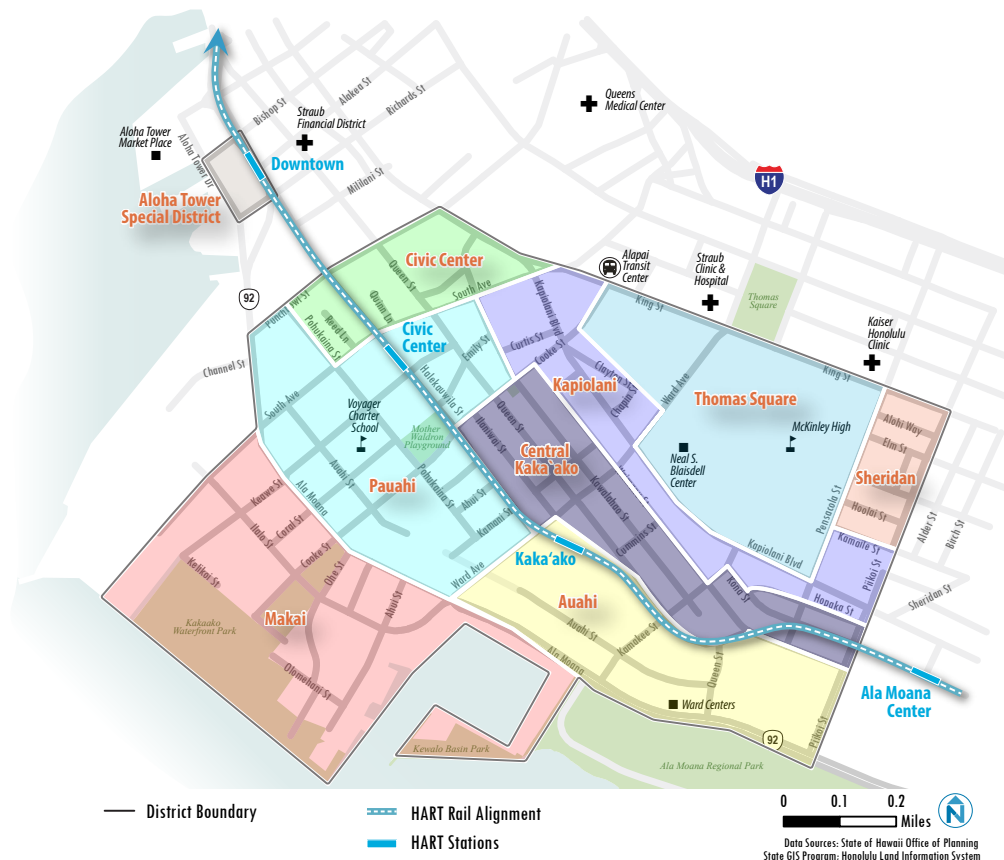 Bishop St
Alakea St
Richards St
Queens
Medical Center
Straub
Financial District
Aloha Tower
Market Place
Aloha Tower Dr
Downtown
Mililani St
H1
Aloha Tower
Special District
Civic Center
Alapai
Transit
Center
Straub
Clinic &
Hospital
Thomas
Square
Queen St
South Ave
Kapiolani Blvd
King St
92
Quinn Ln
Reed Ln
Pohukaina St
Civic
Center
Emily St
Curtis St
Cooke St
Kaiser
Honolulu
Clinic
Channel St
Halekauwila St
Clayton St
Chapin St
Kapiolani
Ward Ave
King St
Thomas Square
South Ave
Voyager
Charter
School
Mother
Waldron
Playground
Queen St
Ilaniwai St
Central
Kaka‘ako
McKinley High
Neal S.
Blaisdell
Center
Alohi Way
Elm St
Sheridan
Hoolai St
Pensacola St
Alder St
Birch St
Auahi St
Pauahi
Pohukaina St
Ahui St
Kamani St
Kawaiahao St
Cummins St
Keawe St
Ala Moana
Coral St
Ilalo St
Cooke St
Ohe St
Kelikoi St
Ahui St
Ward Ave
Kaka‘ako
Kapiolani Blvd
Kamaile St
Piikoi St
Kona St
Hopaka St
Sheridan St
Kakaako
Waterfront Park
Makai
Auahi
Auahi St
Kamakee St
Ala Moana
Queen St
Olomehani St
Ala Moana
Center
Ward Centers
Piikoi St
92
Kewalo Basin Park
Ala Moana Regional Park
District Boundary
HART Rail Alignment
HART Stations
0 0.1 0.2
Miles
N
Data Sources: State of Hawaii Office of Planning
State GIS Program: Honolulu Land Information System